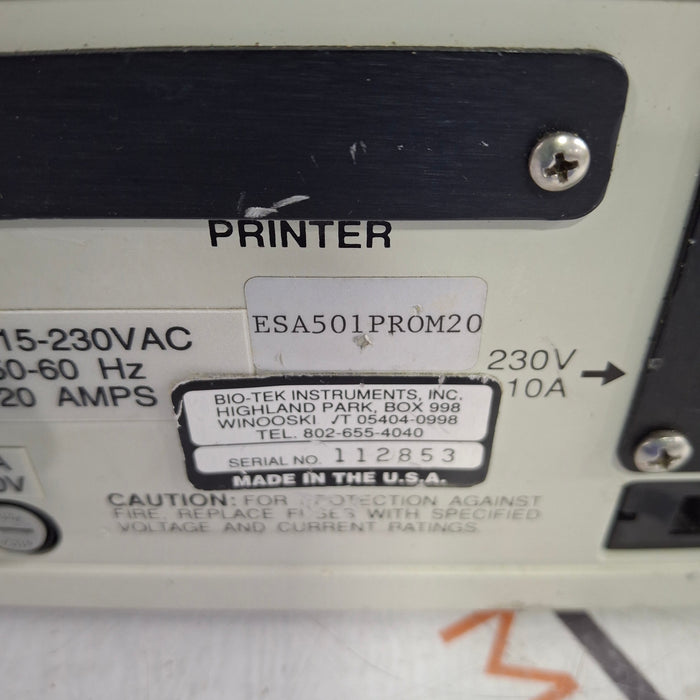 PRINTER
15-230VAC
50-60 Hz
20 AMPS
ESA501PROM20
230V
10A
BIO-TEK INSTRUMENTS, INC.
HIGHLAND PARK, BOX 998
WINOOSKI VT 05404-0998
TEL. 802-655-4040
SERIAL NO. 112853
MADE IN THE U.S.A.
CAUTION: FOR PROTECTION AGAINST
FIRE, REPLACE FUSES WITH SPECIFIED
VOLTAGE AND CURRENT RATINGS.